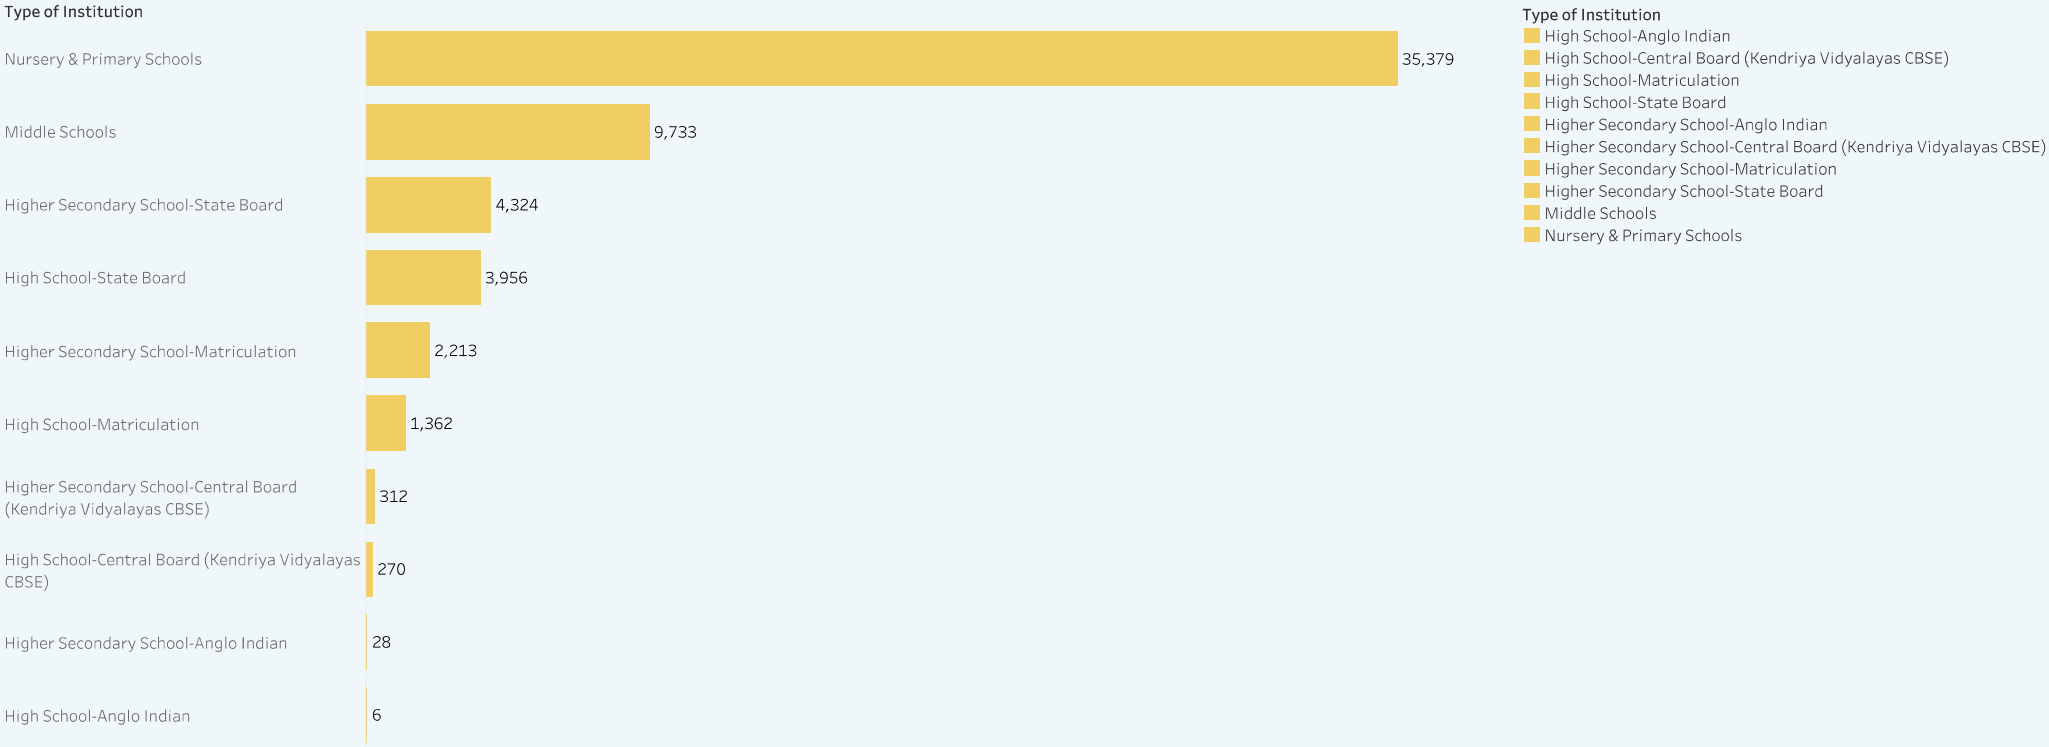 Type of Institution
Nursery & Primary Schools
35,379
Middle Schools
9,733
Higher Secondary School-State Board
4,324
High School-State Board
3,956
Higher Secondary School-Matriculation
2,213
High School-Matriculation
1,362
Higher Secondary School-Central Board
(Kendriya Vidyalayas CBSE)
312
High School-Central Board (Kendriya Vidyalayas
CBSE)
270
Higher Secondary School-Anglo Indian
28
High School-Anglo Indian
6
Type of Institution
High School-Anglo Indian
High School-Central Board (Kendriya Vidyalayas CBSE)
High School-Matriculation
High School-State Board
Higher Secondary School-Anglo Indian
Higher Secondary School-Central Board (Kendriya Vidyalayas CBSE)
Higher Secondary School-Matriculation
Higher Secondary School-State Board
Middle Schools
Nursery & Primary Schools